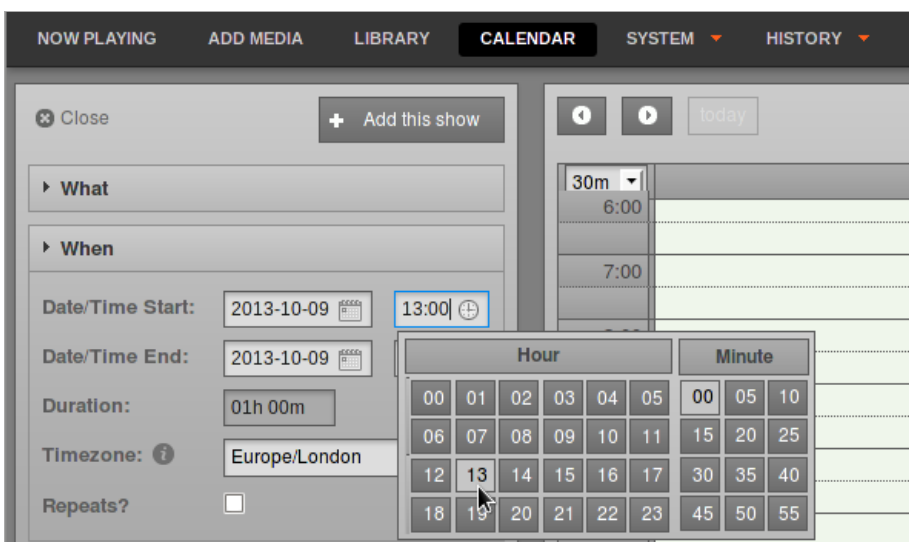 NOW PLAYING ADD MEDIA LIBRARY CALENDAR SYSTEM HISTORY
Close
Add this show
today
What
30m
6:00
When
7:00
Date/Time Start: 2013-10-09 13:00
Date/Time End: 2013-10-09
Hour Minute
Duration: 01h 00m
00 01 02 03 04 05 00 05 10
06 07 08 09 10 11 15 20 25
Timezone: Europe/London
12 13 14 15 16 17 30 35 40
Repeats?
18 19 20 21 22 23 45 50 55